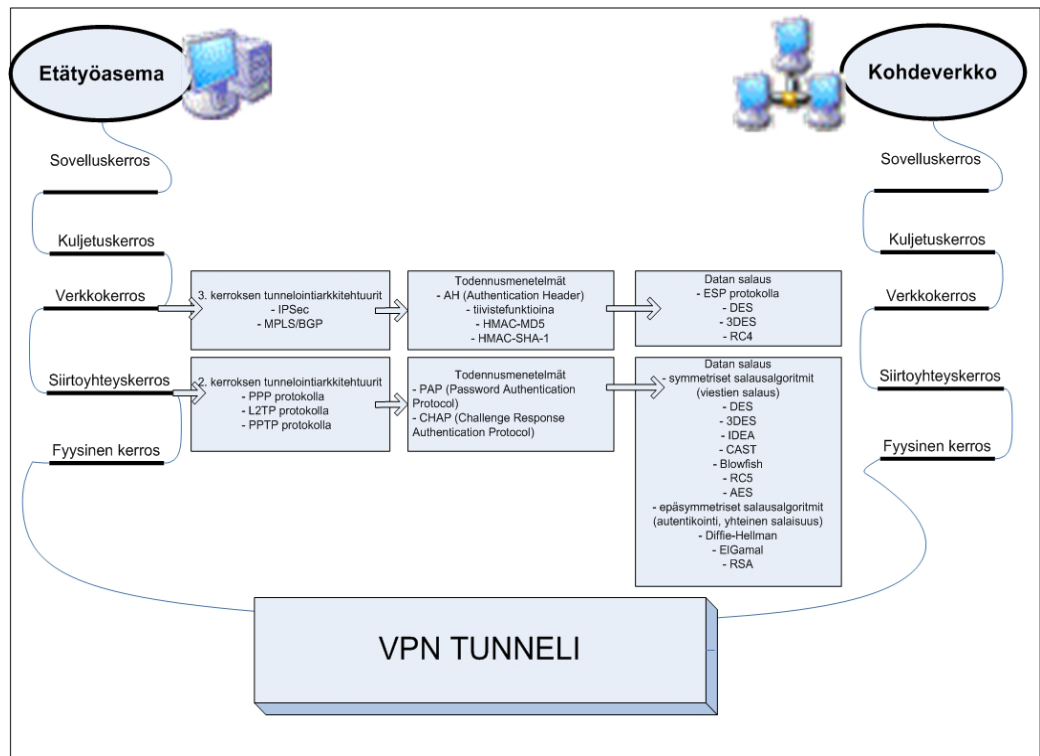 Etätyöasema
Kohdeverkko
Sovelluskerros
Kuljetuskerros
Verkkokerros
Siirtoyhteyskerros
Fyysinen kerros
3. kerroksen tunnelointiarkkitehtuurit
- IPSec
- MPLS/BGP
Todennusmenetelmät
- AH (Authentication Header)
- tiivistefunktioina
- HMAC-MD5
- HMAC-SHA-1
Datan salaus
- ESP protokolla
- DES
- 3DES
- RC4
2. kerroksen tunnelointiarkkitehtuurit
- PPP protokolla
- L2TP protokolla
- PPTP protokolla
Todennusmenetelmät
- PAP (Password Authentication
Protocol)
- CHAP (Challenge Response
Authentication Protocol)
Datan salaus
- symmetriset salausalgoritmit
(viestien salaus)
- DES
- 3DES
- IDEA
- CAST
- Blowfish
- RC5
- AES
- epäsymmetriset salausalgoritmit
(autentikointi, yhteinen salaisuus)
- Diffie-Hellman
- ElGamal
- RSA
Sovelluskerros
Kuljetuskerros
Verkkokerros
Siirtoyhteyskerros
Fyysinen kerros
VPN TUNNELI